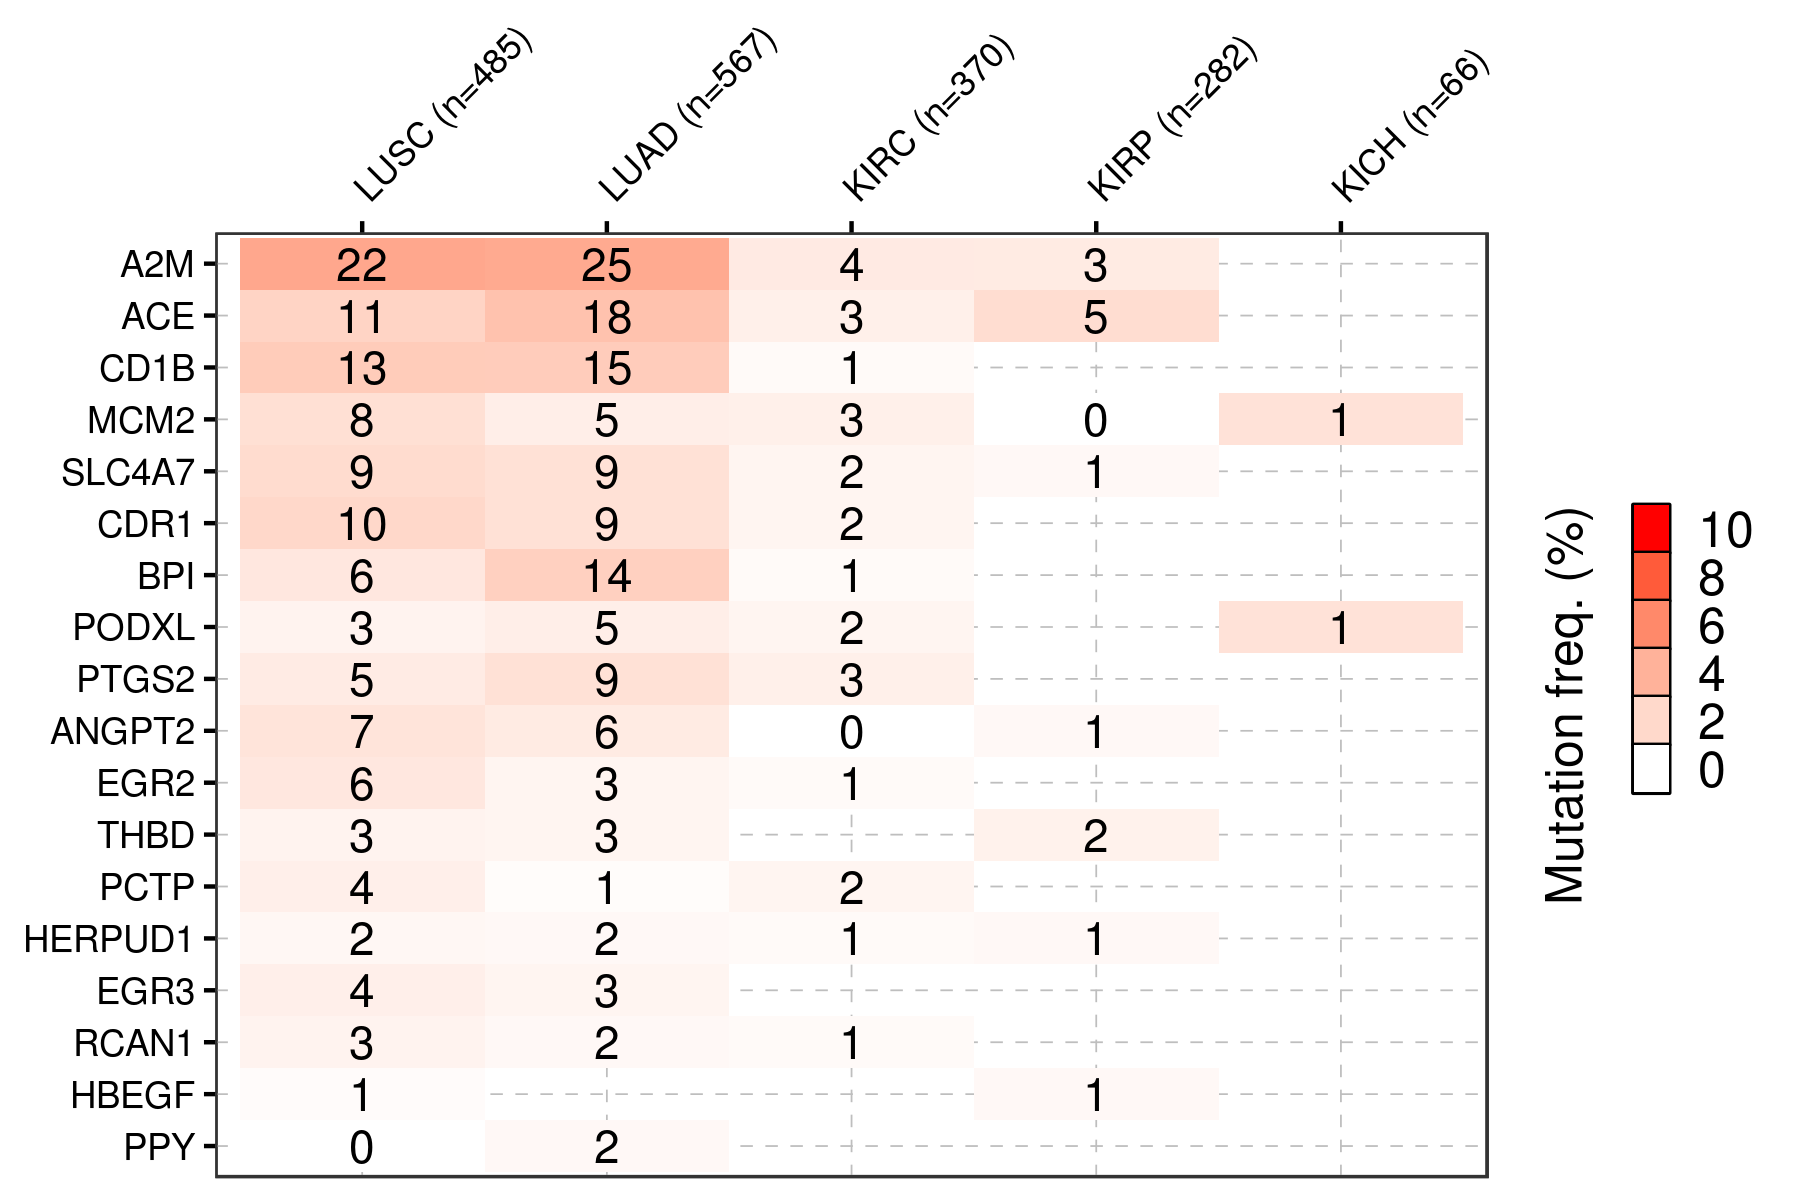 LUSC (n=485) LUAD (n=567) KIRC (n=370) KIRP (n=282) KICH (n=66)
A2M 22 25 4 3
ACE 11 18 3 5
CD1B 13 15 1
MCM2 8 5 3 0 1
SLC4A7 9 9 2 1
CDR1 10 9 2
BPI 6 14 1
PODXL 3 5 2 1
PTGS2 5 9 3
ANGPT2 7 6 0 1
EGR2 6 3 1
THBD 3 3 2
PCTP 4 1 2
HERPUD1 2 2 1 1
EGR3 4 3
RCAN1 3 2 1
HBEGF 1 1
PPY 0 2
Mutation freq. (%)
10
8
6
4
2
0